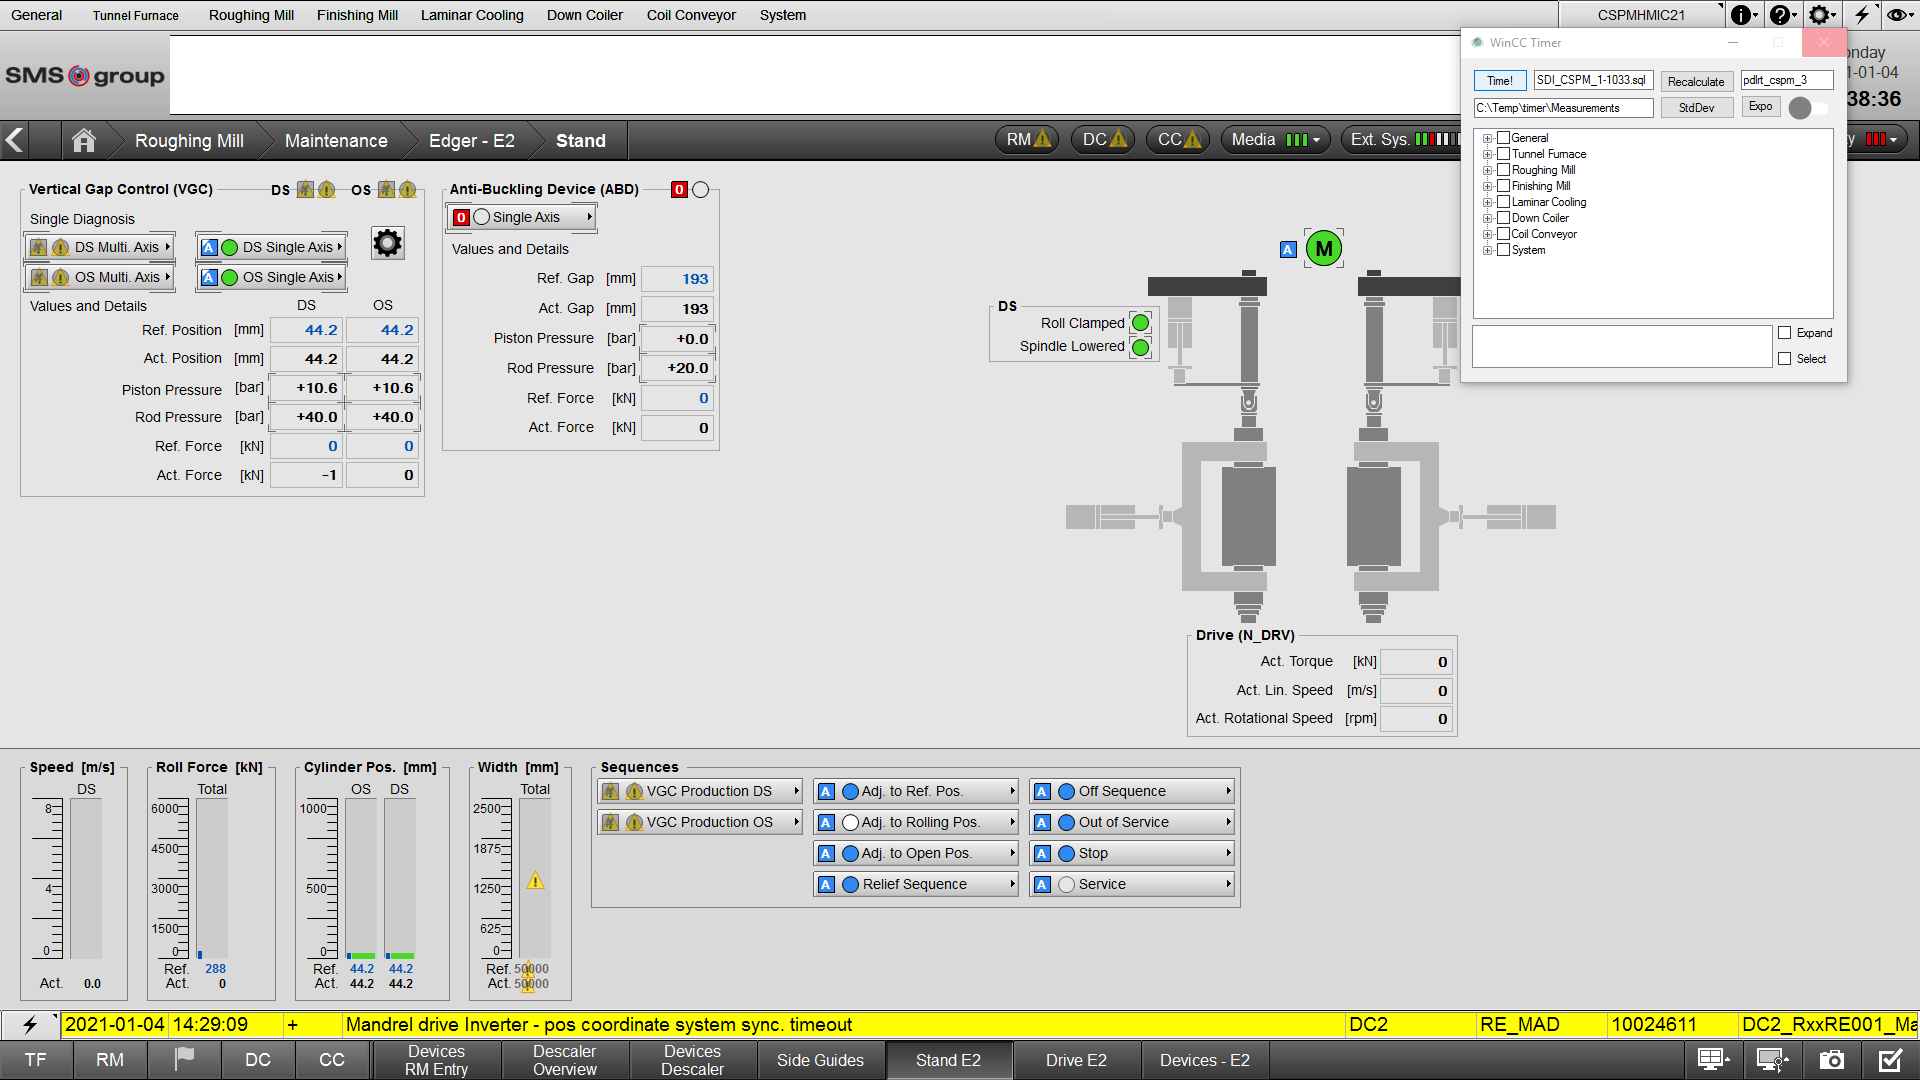 General Tunnel Furnace Roughing Mill Finishing Mill Laminar Cooling Down Coiler Coil Conveyor System CSPMHMIC21
SMS group
onday
1-01-04
38:36
Roughing Mill Maintenance Edger - E2 Stand RM DC CC Media Ext. Sys. y
WinCC Timer
Time! SDI_CSPM_1-1033.sql Recalculate pdlrt_cspm_3
C:\Temp\timer\Measurements StdDev Expo
General
Tunnel Furnace
Roughing Mill
Finishing Mill
Laminar Cooling
Down Coiler
Coil Conveyor
System
Expand
Select
Vertical Gap Control (VGC) DS OS
Single Diagnosis
DS Multi. Axis A DS Single Axis
OS Multi. Axis A OS Single Axis
Values and Details DS OS
Ref. Position [mm] 44.2 44.2
Act. Position [mm] 44.2 44.2
Piston Pressure [bar] +10.6 +10.6
Rod Pressure [bar] +40.0 +40.0
Ref. Force [kN] 0 0
Act. Force [kN] -1 0
Anti-Buckling Device (ABD) 0
0 Single Axis
Values and Details
Ref. Gap [mm] 193
Act. Gap [mm] 193
Piston Pressure [bar] +0.0
Rod Pressure [bar] +20.0
Ref. Force [kN] 0
Act. Force [kN] 0
A M
DS
Roll Clamped
Spindle Lowered
Drive (N_DRV)
Act. Torque [kN] 0
Act. Lin. Speed [m/s] 0
Act. Rotational Speed [rpm] 0
Speed [m/s]
DS
8
4
0
Act. 0.0
Roll Force [kN]
Total
6000
4500
3000
1500
0
Ref. 288
Act. 0
Cylinder Pos. [mm]
OS DS
1000
500
0
Ref. 44.2 44.2
Act. 44.2 44.2
Width [mm]
Total
2500
1875
1250
625
0
Ref. 50000
Act. 50000
Sequences
VGC Production DS A Adj. to Ref. Pos. A Off Sequence
VGC Production OS A Adj. to Rolling Pos. A Out of Service
A Adj. to Open Pos. A Stop
A Relief Sequence A Service
2021-01-04 14:29:09 + Mandrel drive Inverter - pos coordinate system sync. timeout DC2 RE_MAD 10024611 DC2_RxxRE001_Ma
TF RM DC CC Devices RM Entry Descaler Overview Devices Descaler Side Guides Stand E2 Drive E2 Devices - E2